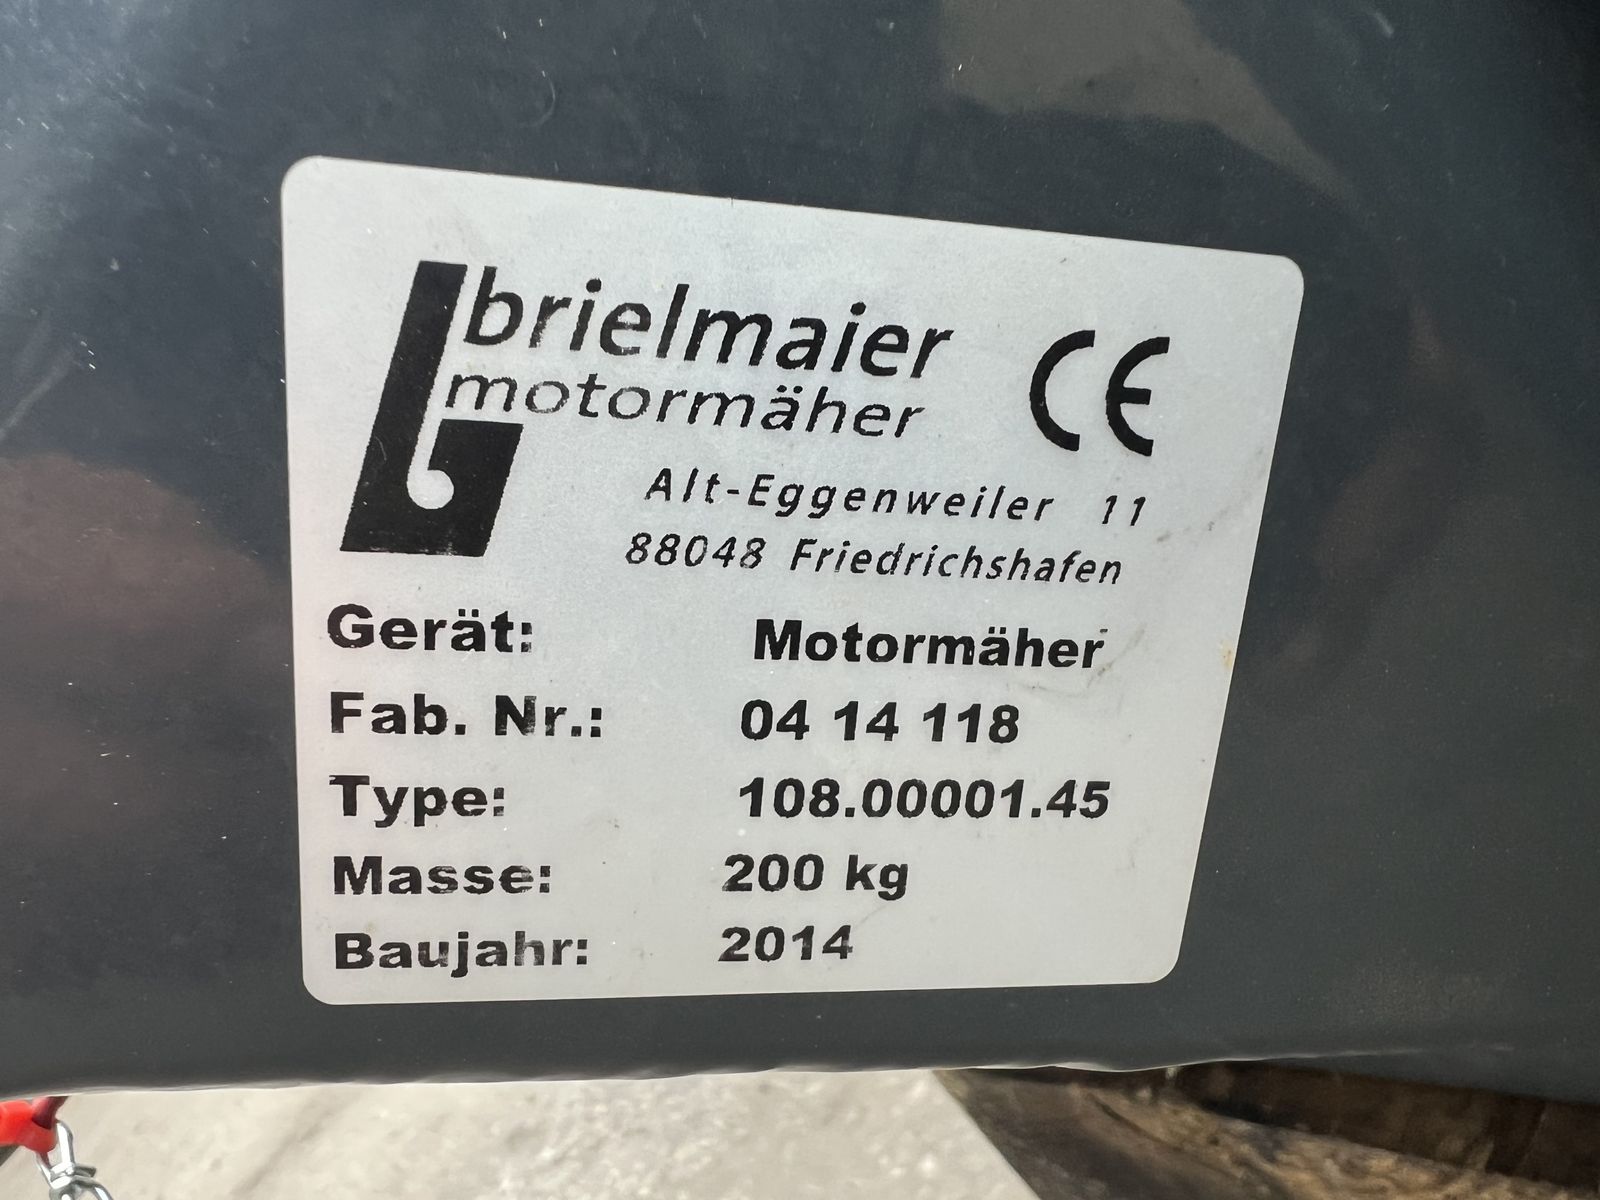 brielmaier
motormäher
CE
Alt-Eggenweiler 11
88048 Friedrichshafen
Gerät: Motormäher
Fab. Nr.: 04 14 118
Type: 108.00001.45
Masse: 200 kg
Baujahr: 2014